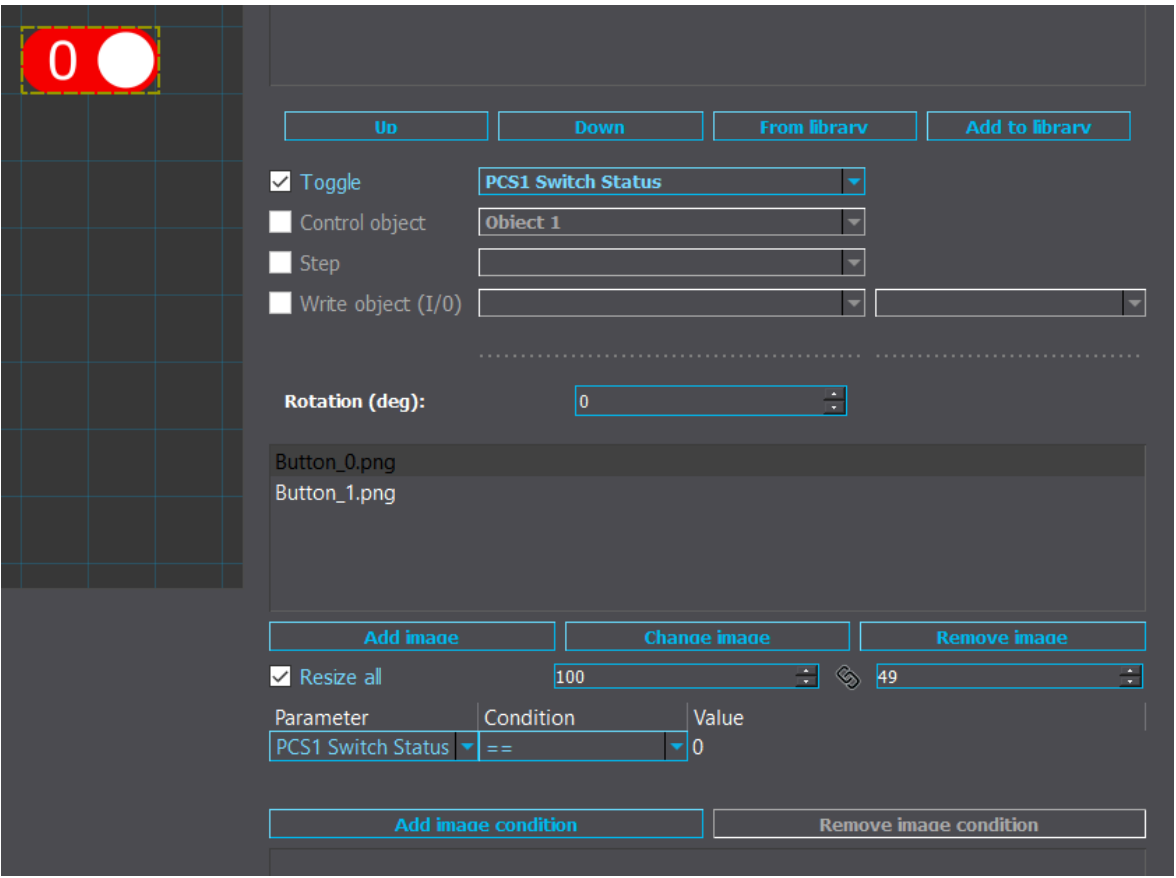 0
Up Down From library Add to library
Toggle PCS1 Switch Status
Control object Object 1
Step
Write object (I/0)
Rotation (deg): 0
Button_0.png
Button_1.png
Add image Change image Remove image
Resize all 100 49
Parameter Condition Value
PCS1 Switch Status == 0
Add image condition Remove image condition